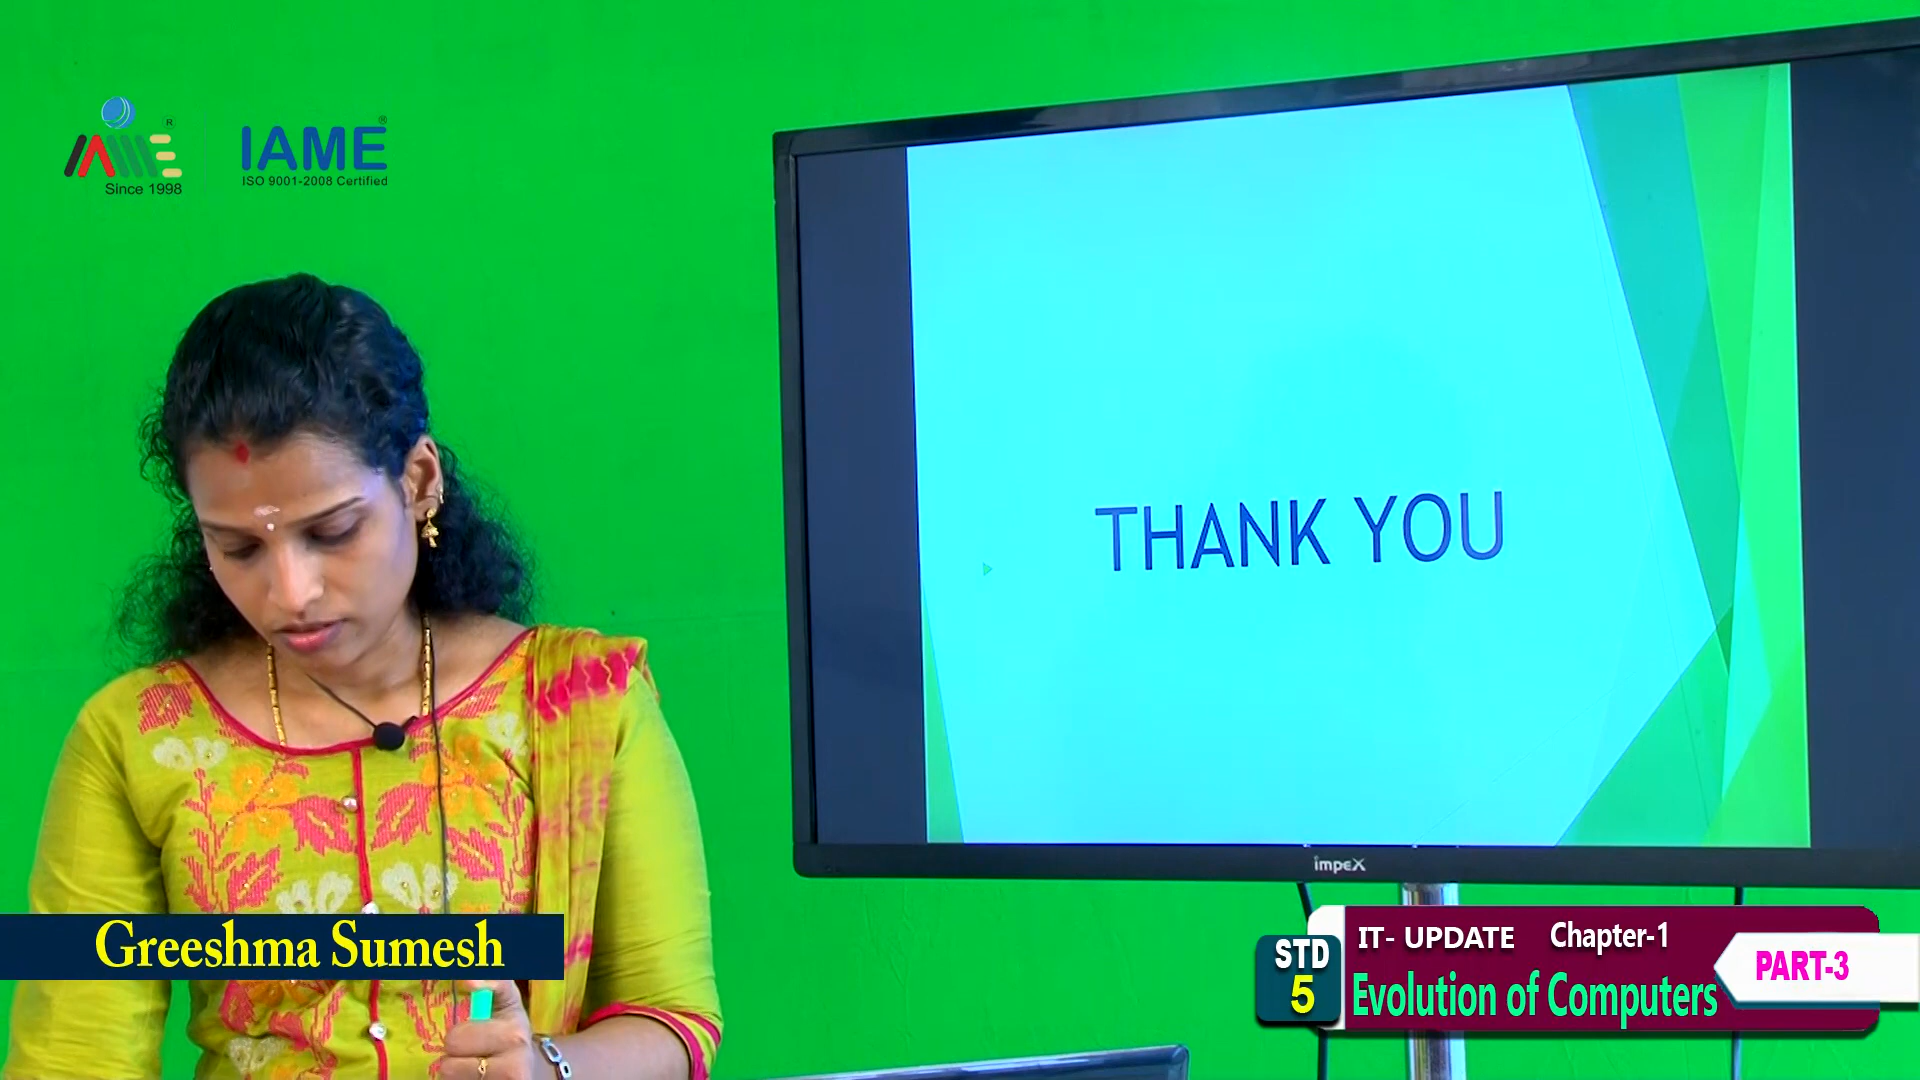 IAME
R
Since 1998
IAME
®
ISO 9001-2008 Certified
THANK YOU
impex
Greeshma Sumesh
STD
5
IT- UPDATE Chapter-1
Evolution of Computers
PART-3